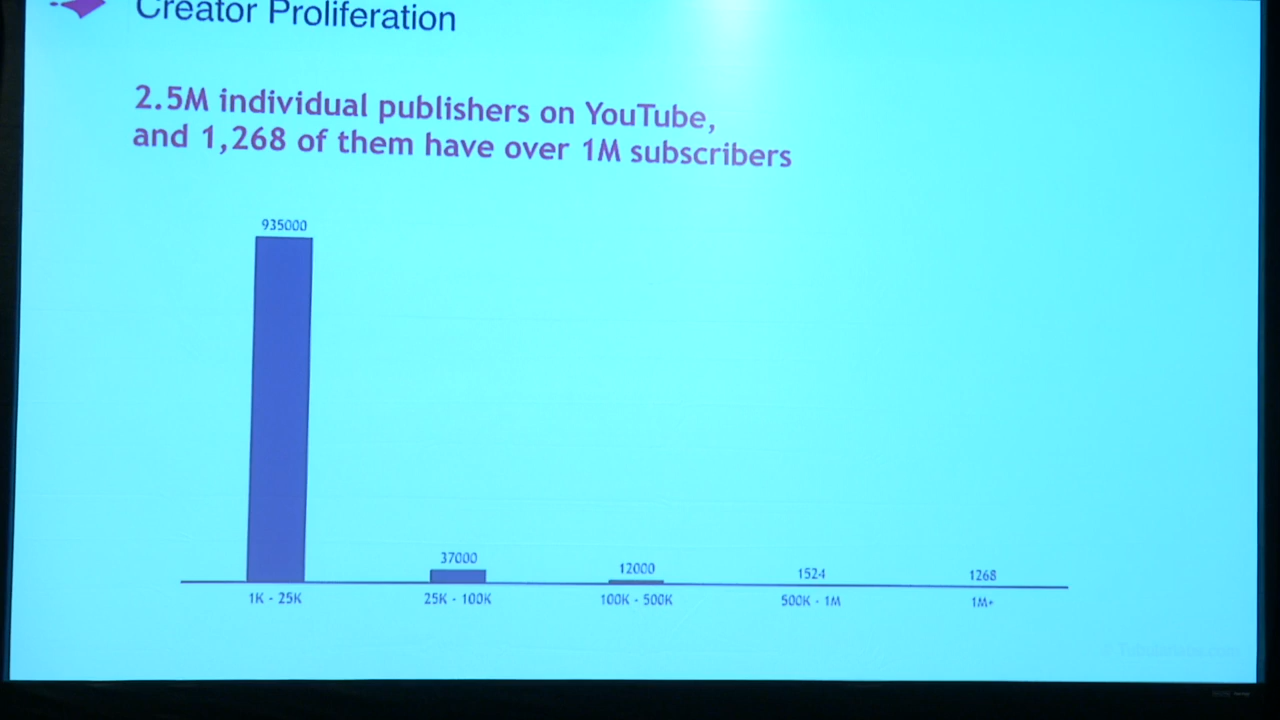 Creator Proliferation
2.5M individual publishers on YouTube,
and 1,268 of them have over 1M subscribers
935000
37000
12000
1524
1268
1K - 25K
25K - 100K
100K - 500K
500K - 1M
1M+